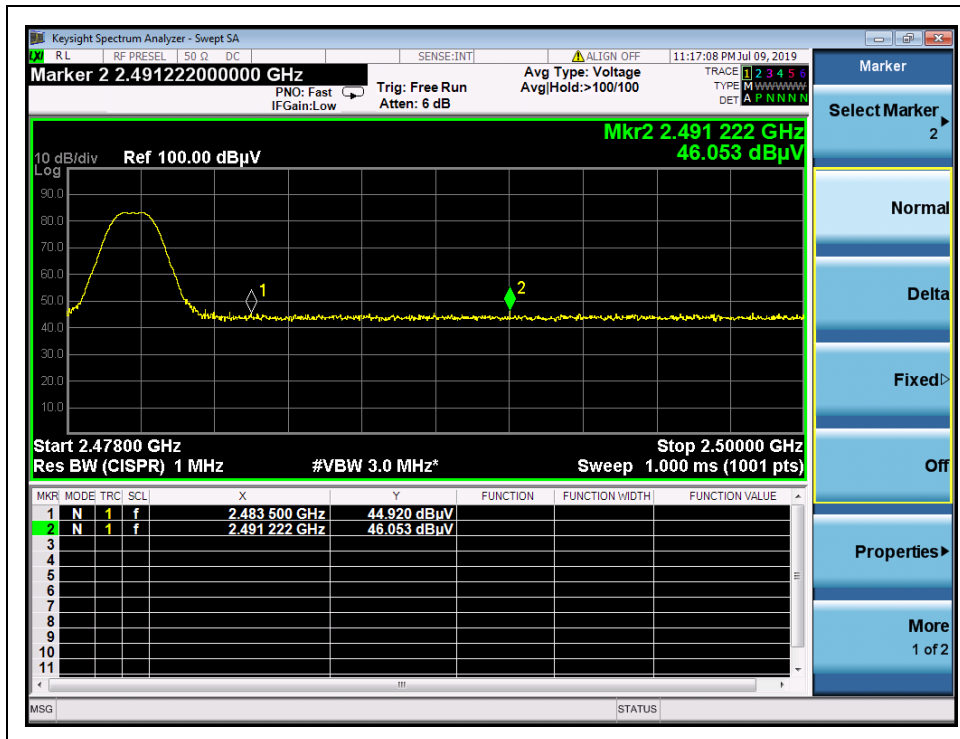 Keysight Spectrum Analyzer - Swept SA
LXI RL RF PRESEL 50 Ω DC SENSE:INT ALIGN OFF 11:17:08 PM Jul 09, 2019
Marker 2 2.491222000000 GHz
PNO: Fast
IFGain:Low
Trig: Free Run
Atten: 6 dB
Avg Type: Voltage
Avg|Hold:>100/100
TRACE 1 2 3 4 5 6
TYPE M WWWWW
DET A P N N N N
Mkr2 2.491 222 GHz
46.053 dBµV
10 dB/div Ref 100.00 dBµV
Log
90.0
80.0
70.0
60.0
50.0
40.0
30.0
20.0
10.0
1
2
Start 2.47800 GHz Stop 2.50000 GHz
Res BW (CISPR) 1 MHz #VBW 3.0 MHz* Sweep 1.000 ms (1001 pts)
MKR MODE TRC SCL X Y FUNCTION FUNCTION WIDTH FUNCTION VALUE
1 N 1 f 2.483 500 GHz 44.920 dBµV
2 N 1 f 2.491 222 GHz 46.053 dBµV
3
4
5
6
7
8
9
10
11
MSG STATUS
Marker
Select Marker
2
Normal
Delta
Fixed
Off
Properties
More
1 of 2